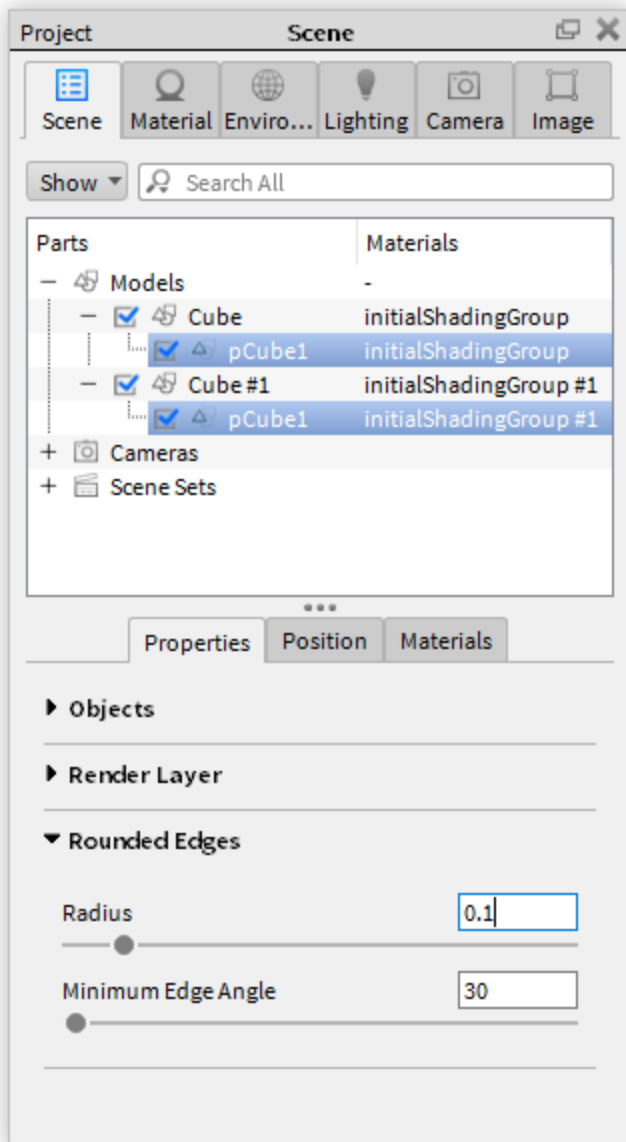 Project Scene
Scene Material Enviro... Lighting Camera Image
Show Search All
Parts Materials
Models -
Cube initialShadingGroup
pCube1 initialShadingGroup
Cube #1 initialShadingGroup #1
pCube1 initialShadingGroup #1
Cameras
Scene Sets
Properties Position Materials
Objects
Render Layer
Rounded Edges
Radius 0.1
Minimum Edge Angle 30